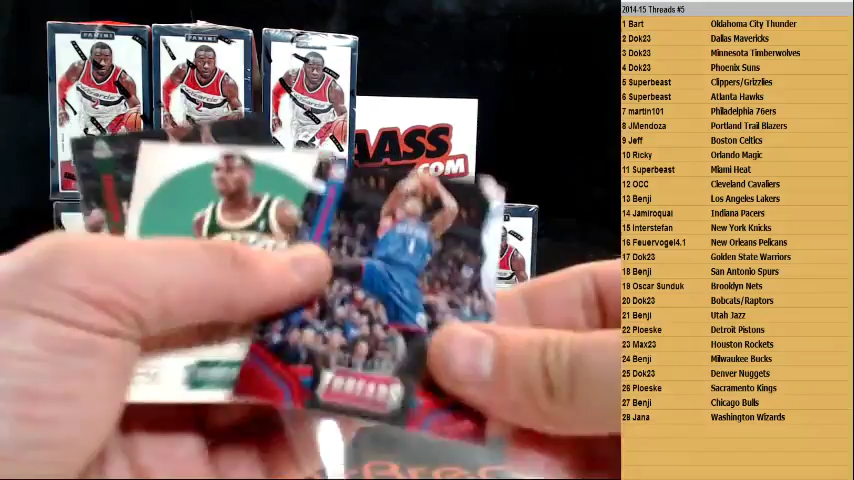 2014-15 Threads #5
1 Bart Oklahoma City Thunder
2 Dok23 Dallas Mavericks
3 Dok23 Minnesota Timberwolves
4 Dok23 Phoenix Suns
5 Superbeast Clippers/Grizzlies
6 Superbeast Atlanta Hawks
7 martin101 Philadelphia 76ers
8 JMendoza Portland Trail Blazers
9 Jeff Boston Celtics
10 Ricky Orlando Magic
11 Superbeast Miami Heat
12 OCC Cleveland Cavaliers
13 Benji Los Angeles Lakers
14 Jamiroquai Indiana Pacers
15 Interstefan New York Knicks
16 Feuervogel4.1 New Orleans Pelicans
17 Dok23 Golden State Warriors
18 Benji San Antonio Spurs
19 Oscar Sunduk Brooklyn Nets
20 Dok23 Bobcats/Raptors
21 Benji Utah Jazz
22 Ploeske Detroit Pistons
23 Max23 Houston Rockets
24 Benji Milwaukee Bucks
25 Dok23 Denver Nuggets
26 Ploeske Sacramento Kings
27 Benji Chicago Bulls
28 Jana Washington Wizards
PANINI PANINI PANINI
AASS
.COM
THREADS